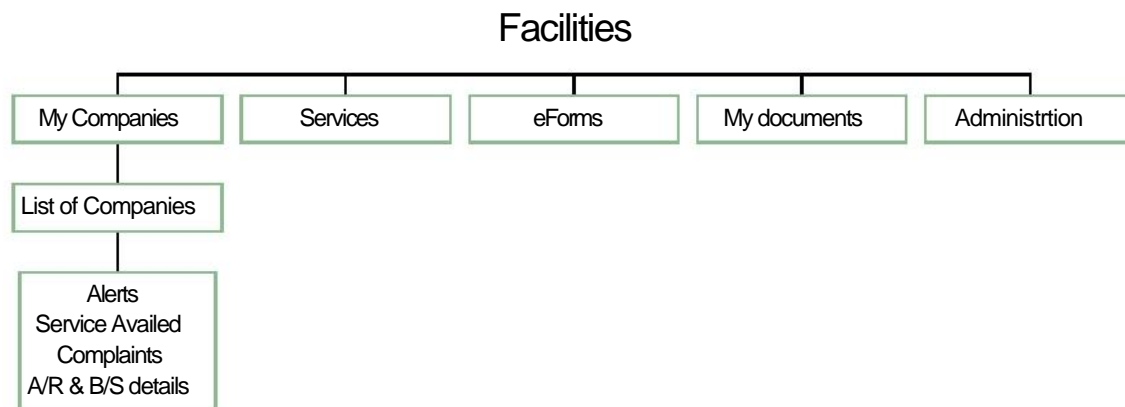 Facilities
My Companies
Services
eForms
My documents
Administrtion
List of Companies
Alerts
Service Availed
Complaints
A/R & B/S details